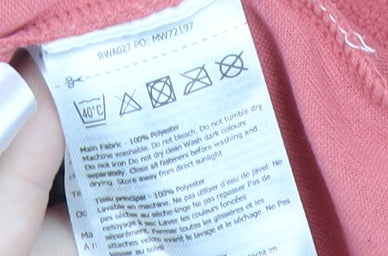 RWA027 PO: MW72197
40°C
Main Fabric - 100% Polyester
Machine washable. Do not bleach. Do not tumble dry
Do not iron Do not dry clean Wash dark colours
separately. Close all fasteners before washing and
drying. Store away from direct sunlight
Tissu principal - 100% Polyester
Lavable en machine. Ne pas utiliser d'eau de javel. Ne
pas sécher au sèche-linge Ne pas repasser Pas de
nettoyage à sec Laver les couleurs foncées
séparément. Fermer toutes les glissières et les
attaches velcro avant le lavage et le séchage Ne pas
laisser au soleil